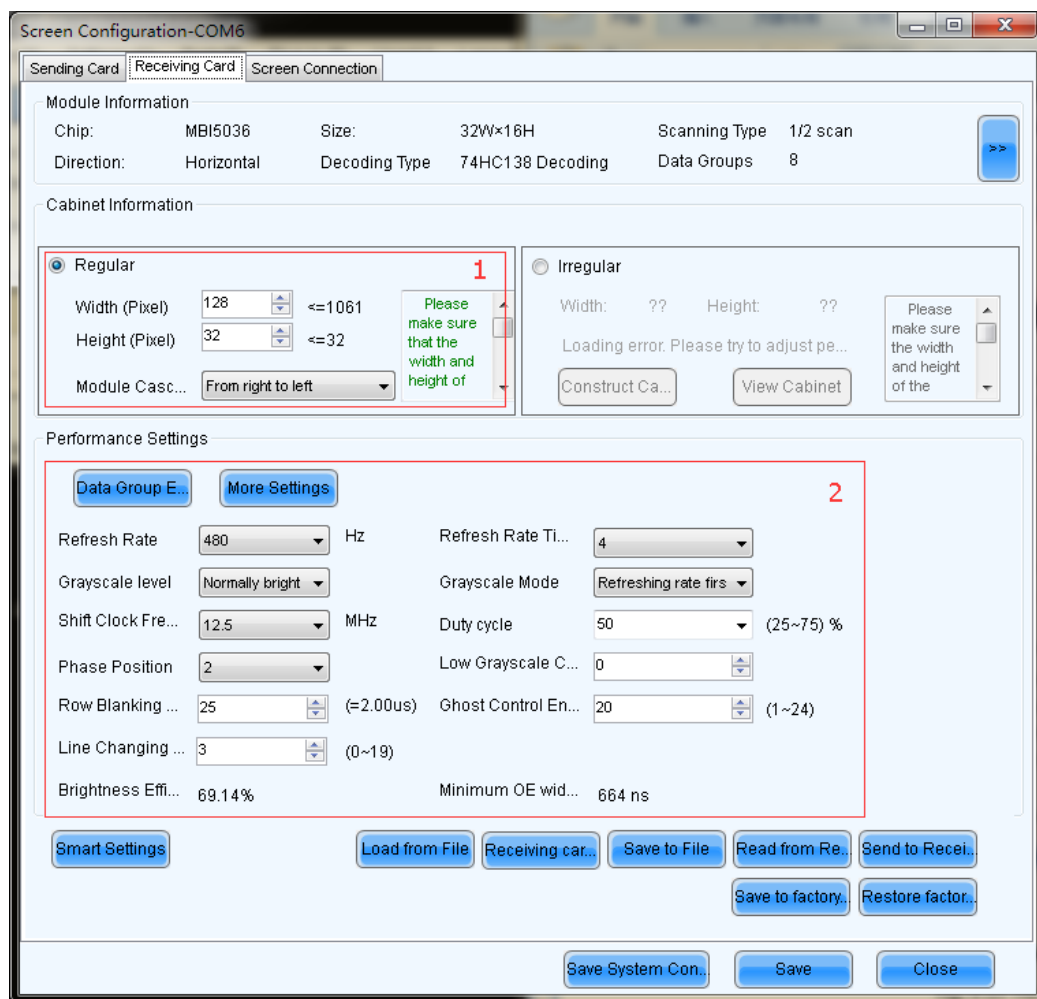 Screen Configuration-COM6
Sending Card Receiving Card Screen Connection
Module Information
Chip: MBI5036 Size: 32W×16H Scanning Type 1/2 scan
Direction: Horizontal Decoding Type 74HC138 Decoding Data Groups 8
>>
Cabinet Information
Regular 1
Width (Pixel) 128 <=1061
Height (Pixel) 32 <=32
Module Casc... From right to left
Please
make sure
that the
width and
height of
Irregular
Width: ?? Height: ??
Loading error. Please try to adjust pe...
Construct Ca... View Cabinet
Please
make sure
the width
and height
of the
Performance Settings
Data Group E... More Settings 2
Refresh Rate 480 Hz Refresh Rate Ti... 4
Grayscale level Normally bright Grayscale Mode Refreshing rate firs
Shift Clock Fre... 12.5 MHz Duty cycle 50 (25~75) %
Phase Position 2 Low Grayscale C... 0
Row Blanking ... 25 (=2.00us) Ghost Control En... 20 (1~24)
Line Changing ... 3 (0~19)
Brightness Effi... 69.14% Minimum OE wid... 664 ns
Smart Settings Load from File Receiving car... Save to File Read from Re... Send to Recei...
Save to factory... Restore factor...
Save System Con... Save Close